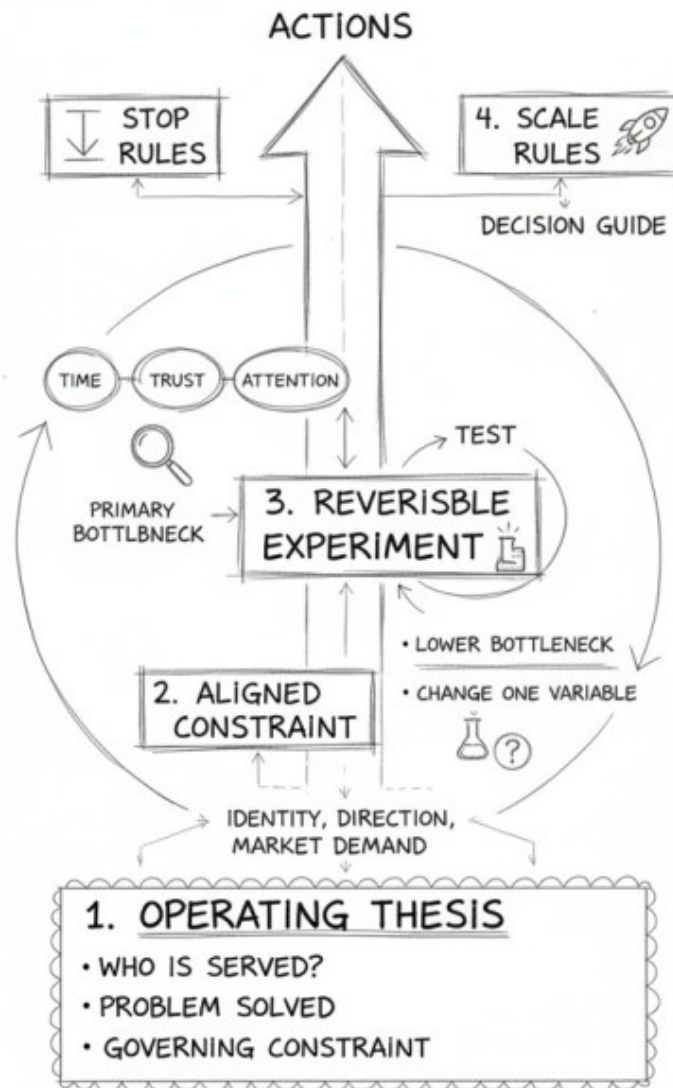 ACTIONS
STOP
RULES
4. SCALE
RULES
DECISION GUIDE
TIME
TRUST
ATTENTION
TEST
PRIMARY
BOTTLBNECK
3. REVERISBLE
EXPERIMENT
• LOWER BOTTLENECK
• CHANGE ONE VARIABLE
?
2. ALIGNED
CONSTRAINT
IDENTITY, DIRECTION,
MARKET DEMAND
1. OPERATING THESIS
• WHO IS SERVED?
• PROBLEM SOLVED
• GOVERNING CONSTRAINT